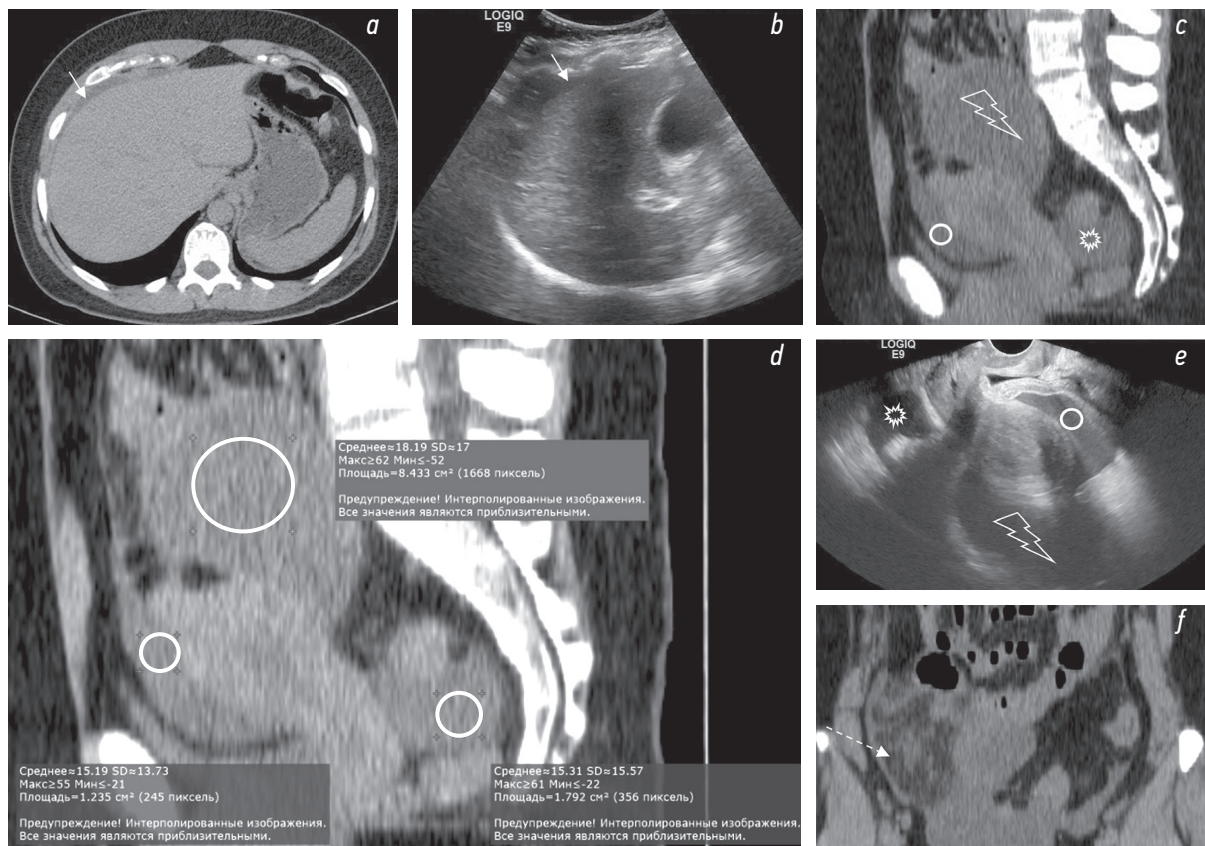 a
LOGIQ
E9
b
c
d
Среднее≈18.19 SD≈17
Макс≥62 Мин≤-52
Площадь=8.433 см² (1668 пиксель)
Предупреждение! Интерполированные изображения.
Все значения являются приблизительными.
Среднее≈15.19 SD≈13.73
Макс≥55 Мин≤-21
Площадь=1.235 см² (245 пиксель)
Предупреждение! Интерполированные изображения.
Все значения являются приблизительными.
Среднее≈15.31 SD≈15.57
Макс≥61 Мин≤-22
Площадь=1.792 см² (356 пиксель)
Предупреждение! Интерполированные изображения.
Все значения являются приблизительными.
LOGIQ
E9
e
f